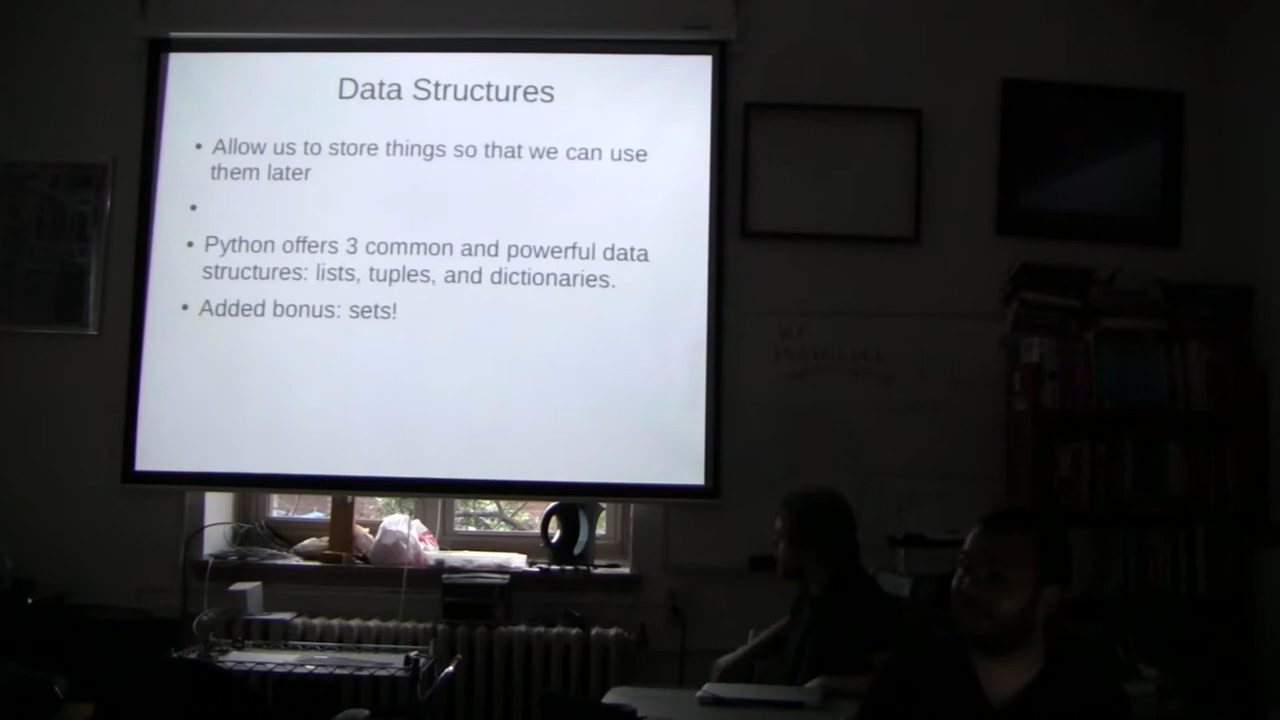 Data Structures
• Allow us to store things so that we can use
them later
•
• Python offers 3 common and powerful data
structures: lists, tuples, and dictionaries.
• Added bonus: sets!